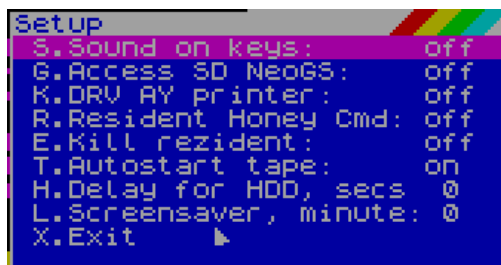 Setup
S.Sound on keys: off
G.Access SD NeoGS: off
K.DRV AY printer: off
R.Resident Honey Cmd: off
E.Kill rezident: off
T.Autostart tape: on
H.Delay for HDD, secs 0
L.Screensaver, minute: 0
X.Exit